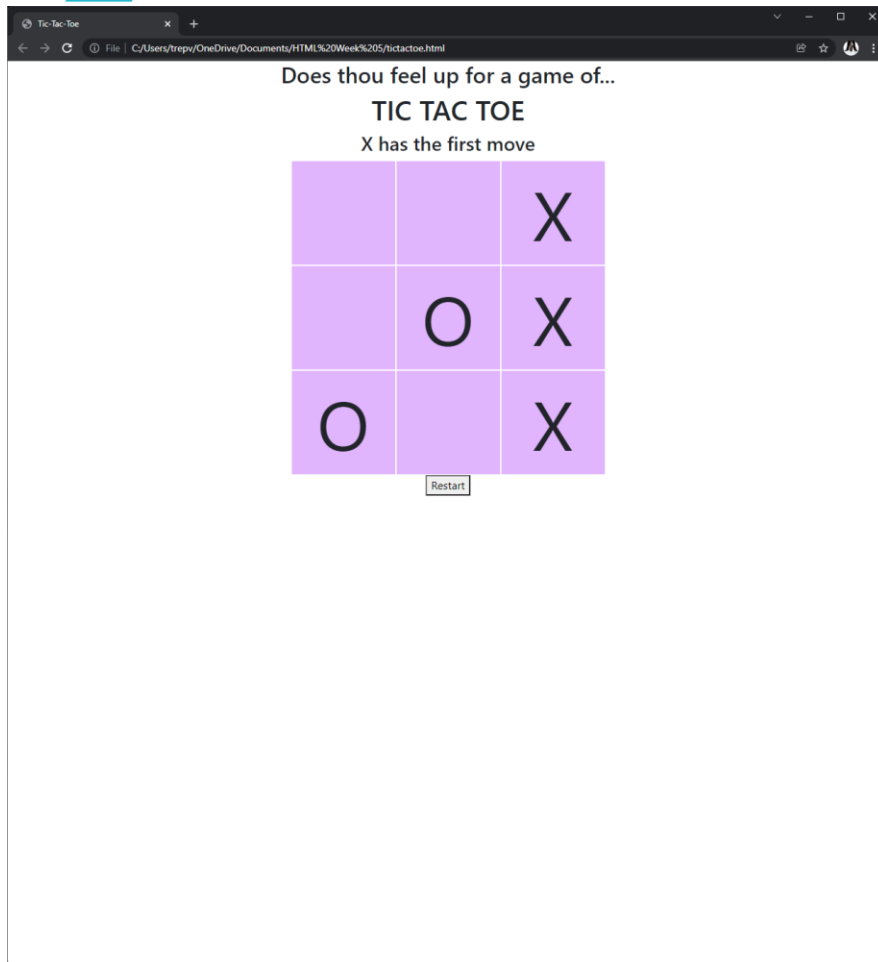 Tic-Tac-Toe
File | C:/Users/trepv/OneDrive/Documents/HTML%20Week%205/tictactoe.html
Does thou feel up for a game of...
TIC TAC TOE
X has the first move
X
O X
O X
Restart